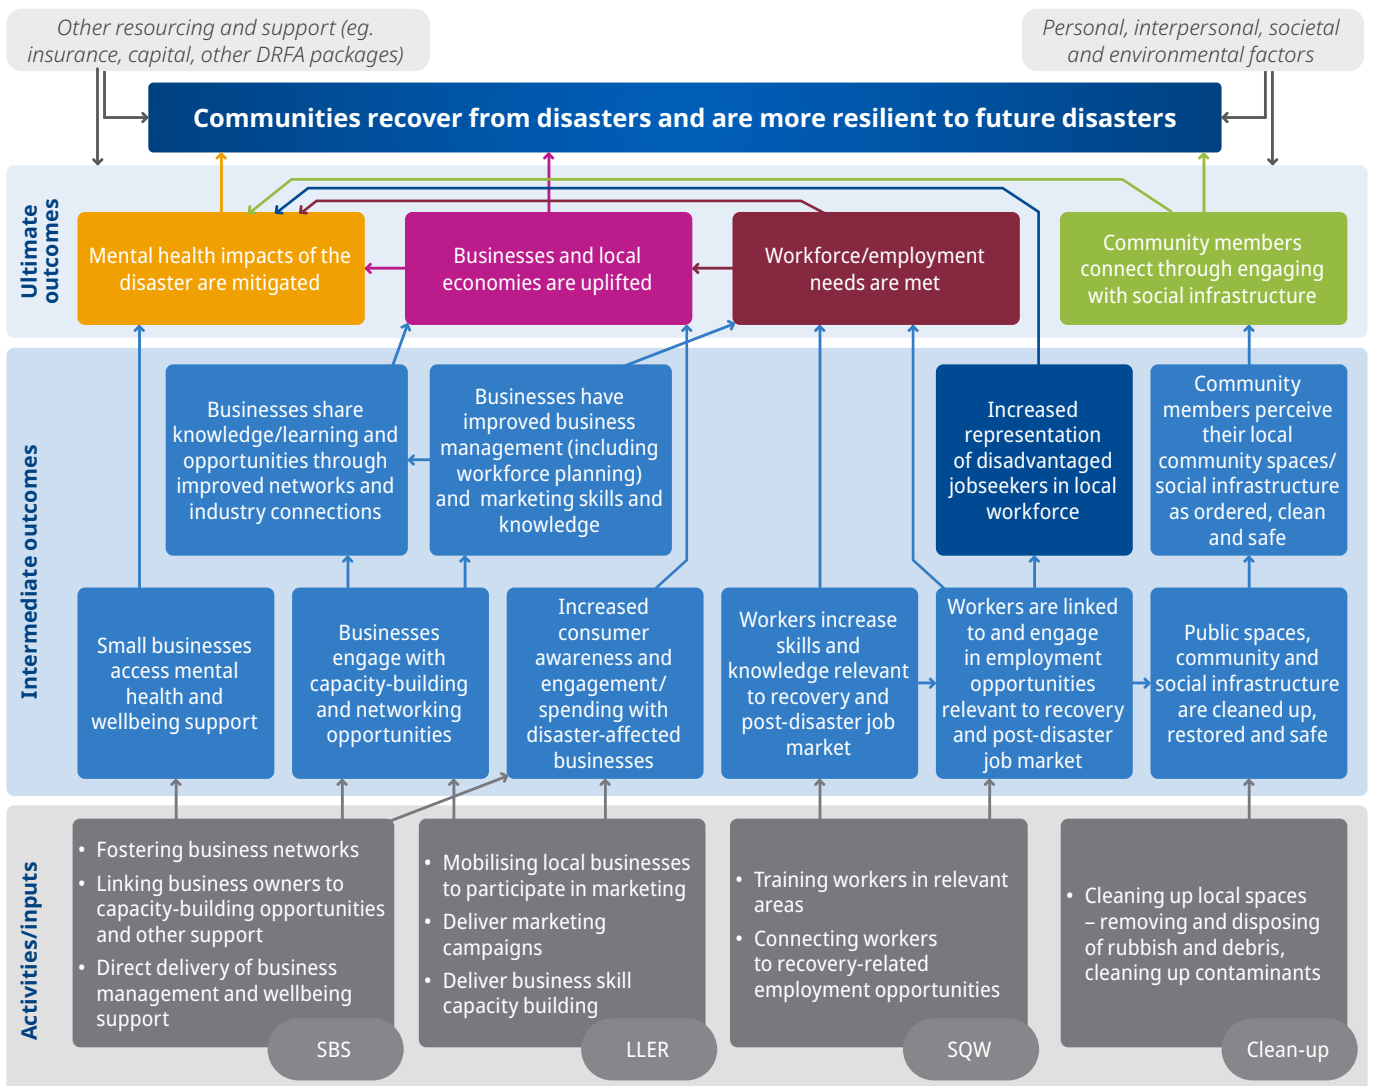 Other resourcing and support (eg.
insurance, capital, other DRFA packages)
Personal, interpersonal, societal
and environmental factors
Communities recover from disasters and are more resilient to future disasters
Ultimate
outcomes
Mental health impacts of the
disaster are mitigated
Businesses and local
economies are uplifted
Workforce/employment
needs are met
Community members
connect through engaging
with social infrastructure
Intermediate outcomes
Businesses share
knowledge/learning and
opportunities through
improved networks and
industry connections
Businesses have
improved business
management (including
workforce planning)
and marketing skills and
knowledge
Increased
representation
of disadvantaged
jobseekers in local
workforce
Community
members perceive
their local
community spaces/
social infrastructure
as ordered, clean
and safe
Small businesses
access mental
health and
wellbeing support
Businesses
engage with
capacity-building
and networking
opportunities
Increased
consumer
awareness and
engagement/
spending with
disaster-affected
businesses
Workers increase
skills and
knowledge relevant
to recovery and
post-disaster job
market
Workers are linked
to and engage
in employment
opportunities
relevant to recovery
and post-disaster
job market
Public spaces,
community and
social infrastructure
are cleaned up,
restored and safe
Activities/inputs
• Fostering business networks
• Linking business owners to
capacity-building opportunities
and other support
• Direct delivery of business
management and wellbeing
support
SBS
• Mobilising local businesses
to participate in marketing
• Deliver marketing
campaigns
• Deliver business skill
capacity building
LLER
• Training workers in relevant
areas
• Connecting workers
to recovery-related
employment opportunities
SQW
• Cleaning up local spaces
– removing and disposing
of rubbish and debris,
cleaning up contaminants
Clean-up